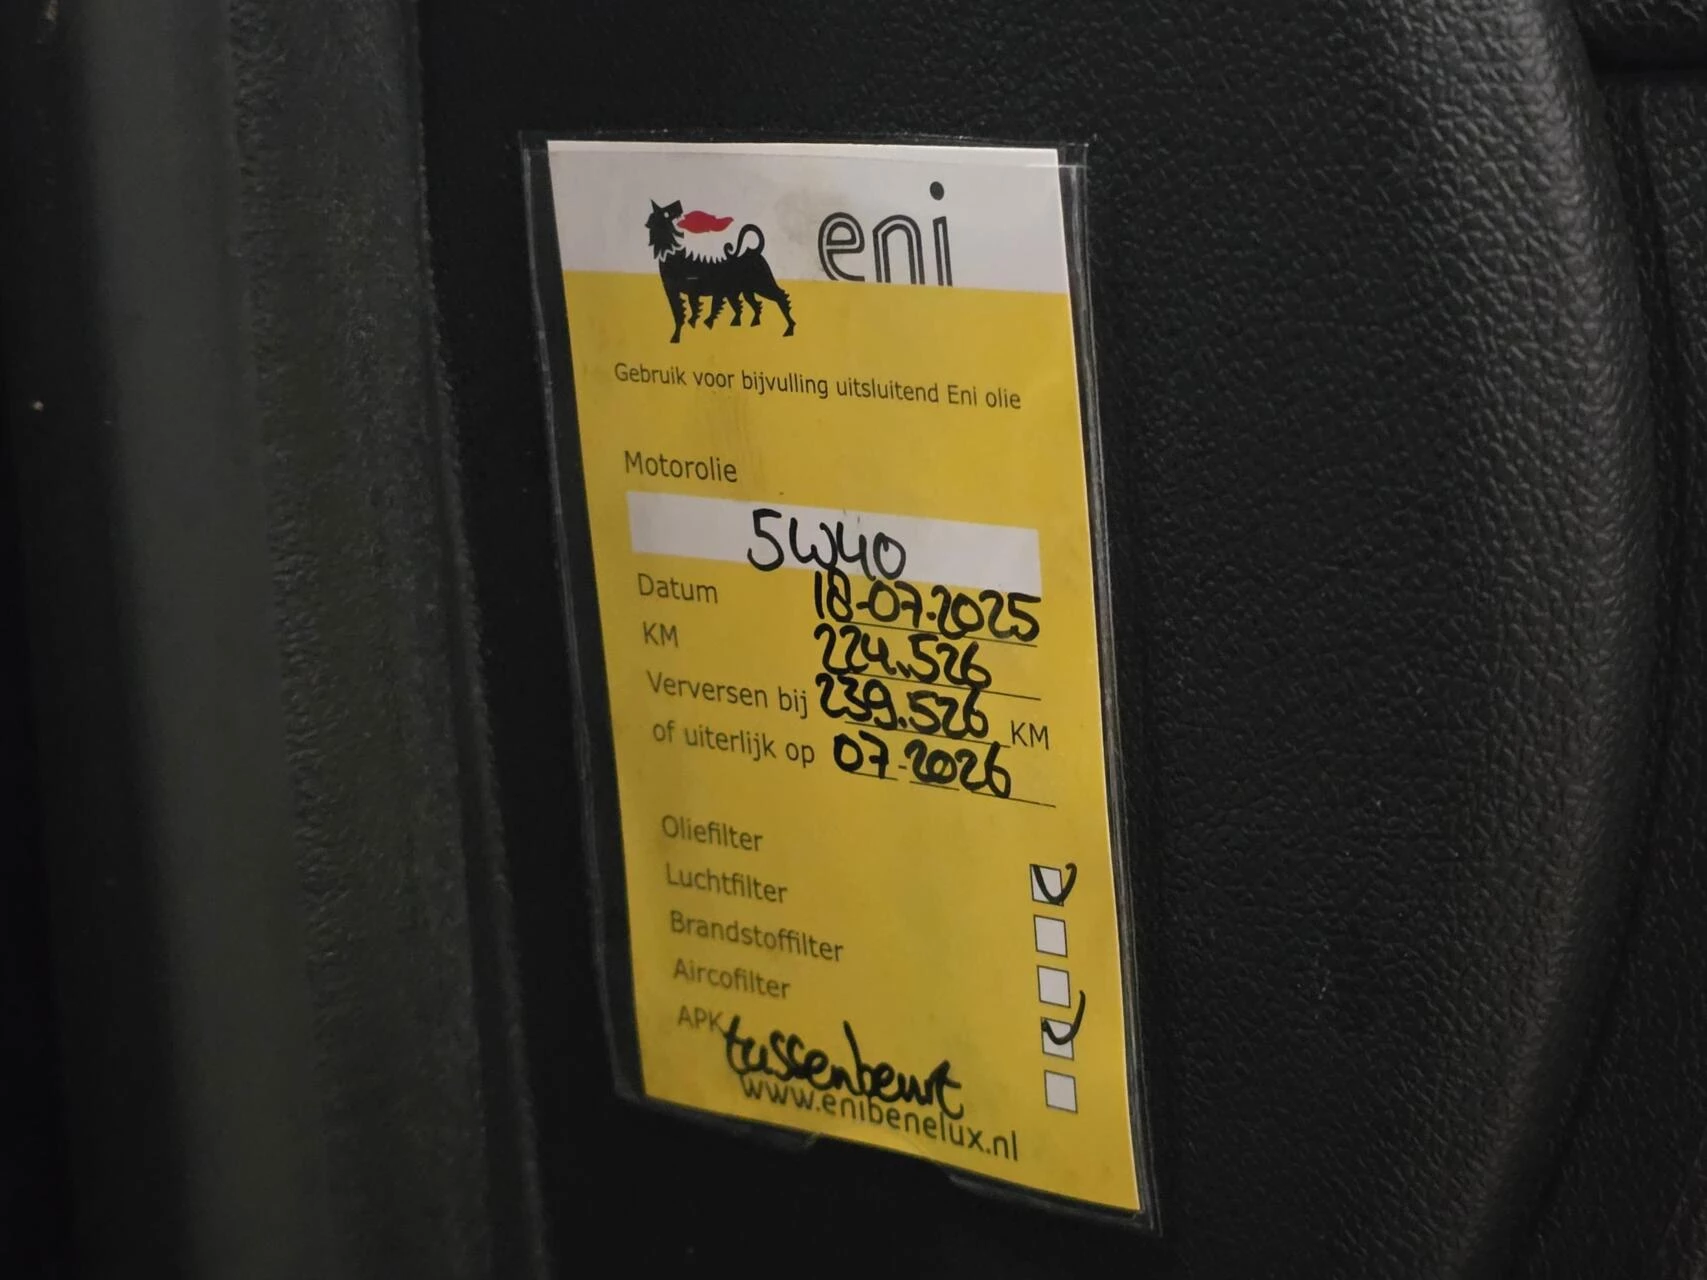 eni
Gebruik voor bijvulling uitsluitend Eni olie
Motorolie
5W40
Datum 18-07-2025
KM 224.526
Verversen bij 239.526 KM
of uiterlijk op 07-2026
Oliefilter
Luchtfilter
Brandstoffilter
Aircofilter
APK
tussenbeurt
www.enibenelux.nl